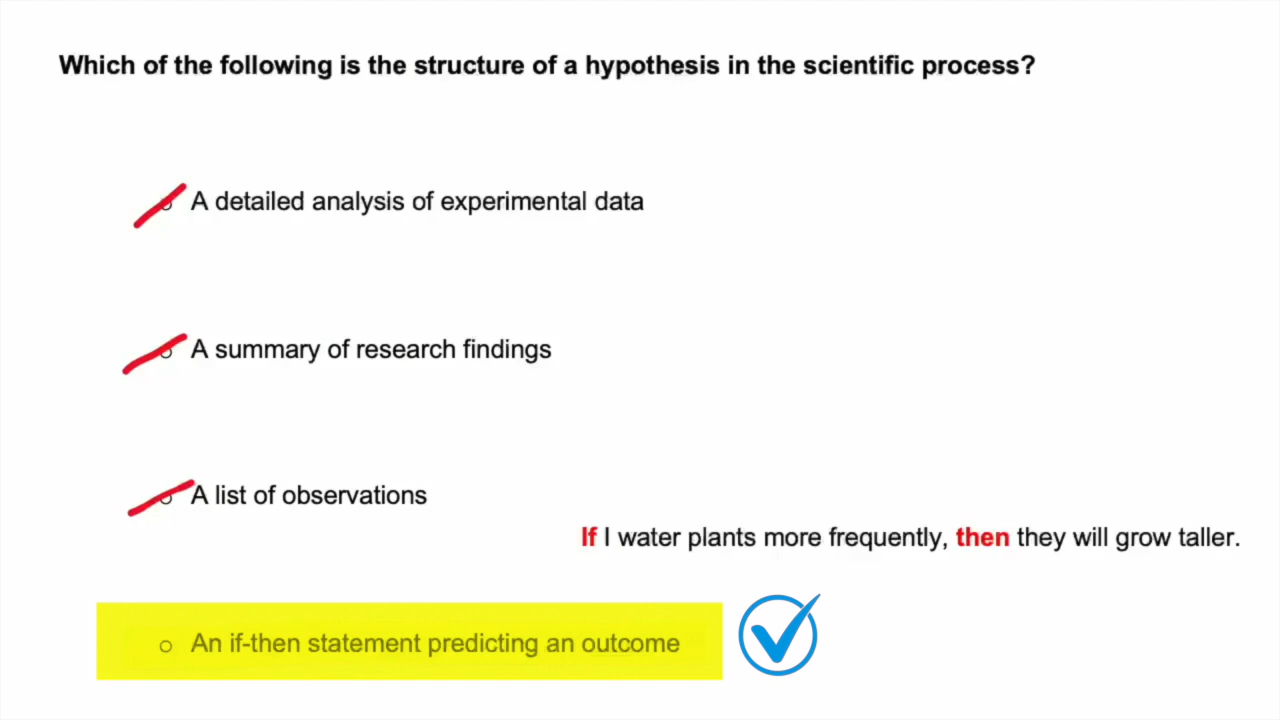 Which of the following is the structure of a hypothesis in the scientific process?
A detailed analysis of experimental data
A summary of research findings
A list of observations
If I water plants more frequently, then they will grow taller.
An if-then statement predicting an outcome